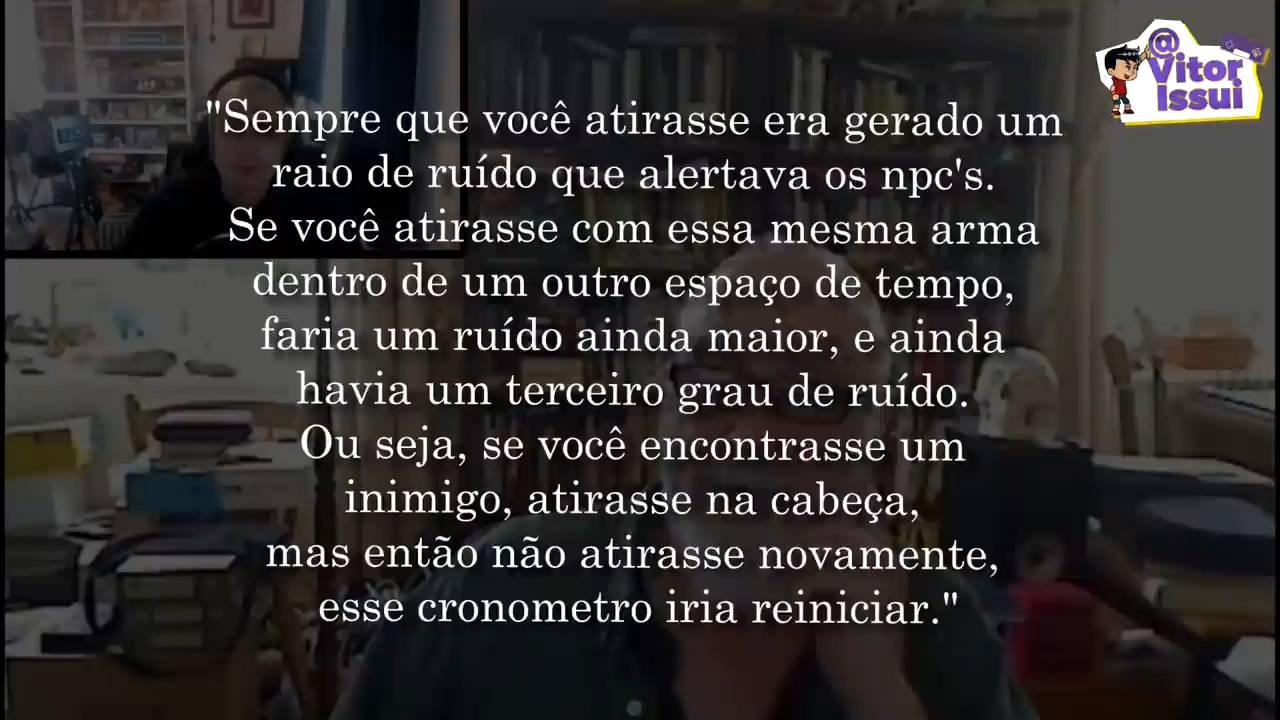 @
Vitor
Issui
"Sempre que você atirasse era gerado um
raio de ruído que alertava os npc's.
Se você atirasse com essa mesma arma
dentro de um outro espaço de tempo,
faria um ruído ainda maior, e ainda
havia um terceiro grau de ruído.
Ou seja, se você encontrasse um
inimigo, atirasse na cabeça,
mas então não atirasse novamente,
esse cronometro iria reiniciar."